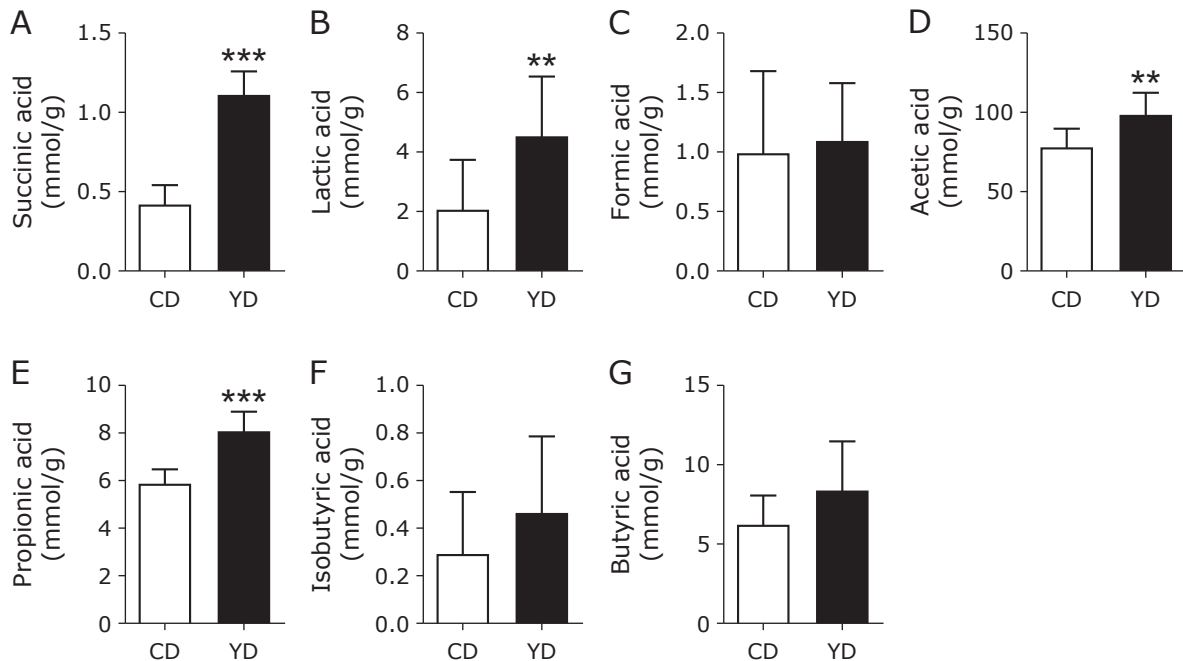 A
Succinic acid
(mmol/g)
1.5
1.0
0.5
0.0
***
CD YD
B
Lactic acid
(mmol/g)
8
6
4
2
0
**
CD YD
C
Formic acid
(mmol/g)
2.0
1.5
1.0
0.5
0.0
CD YD
D
Acetic acid
(mmol/g)
150
100
50
0
**
CD YD
E
Propionic acid
(mmol/g)
10
8
6
4
2
0
***
CD YD
F
Isobutyric acid
(mmol/g)
1.0
0.8
0.6
0.4
0.2
0.0
CD YD
G
Butyric acid
(mmol/g)
15
10
5
0
CD YD